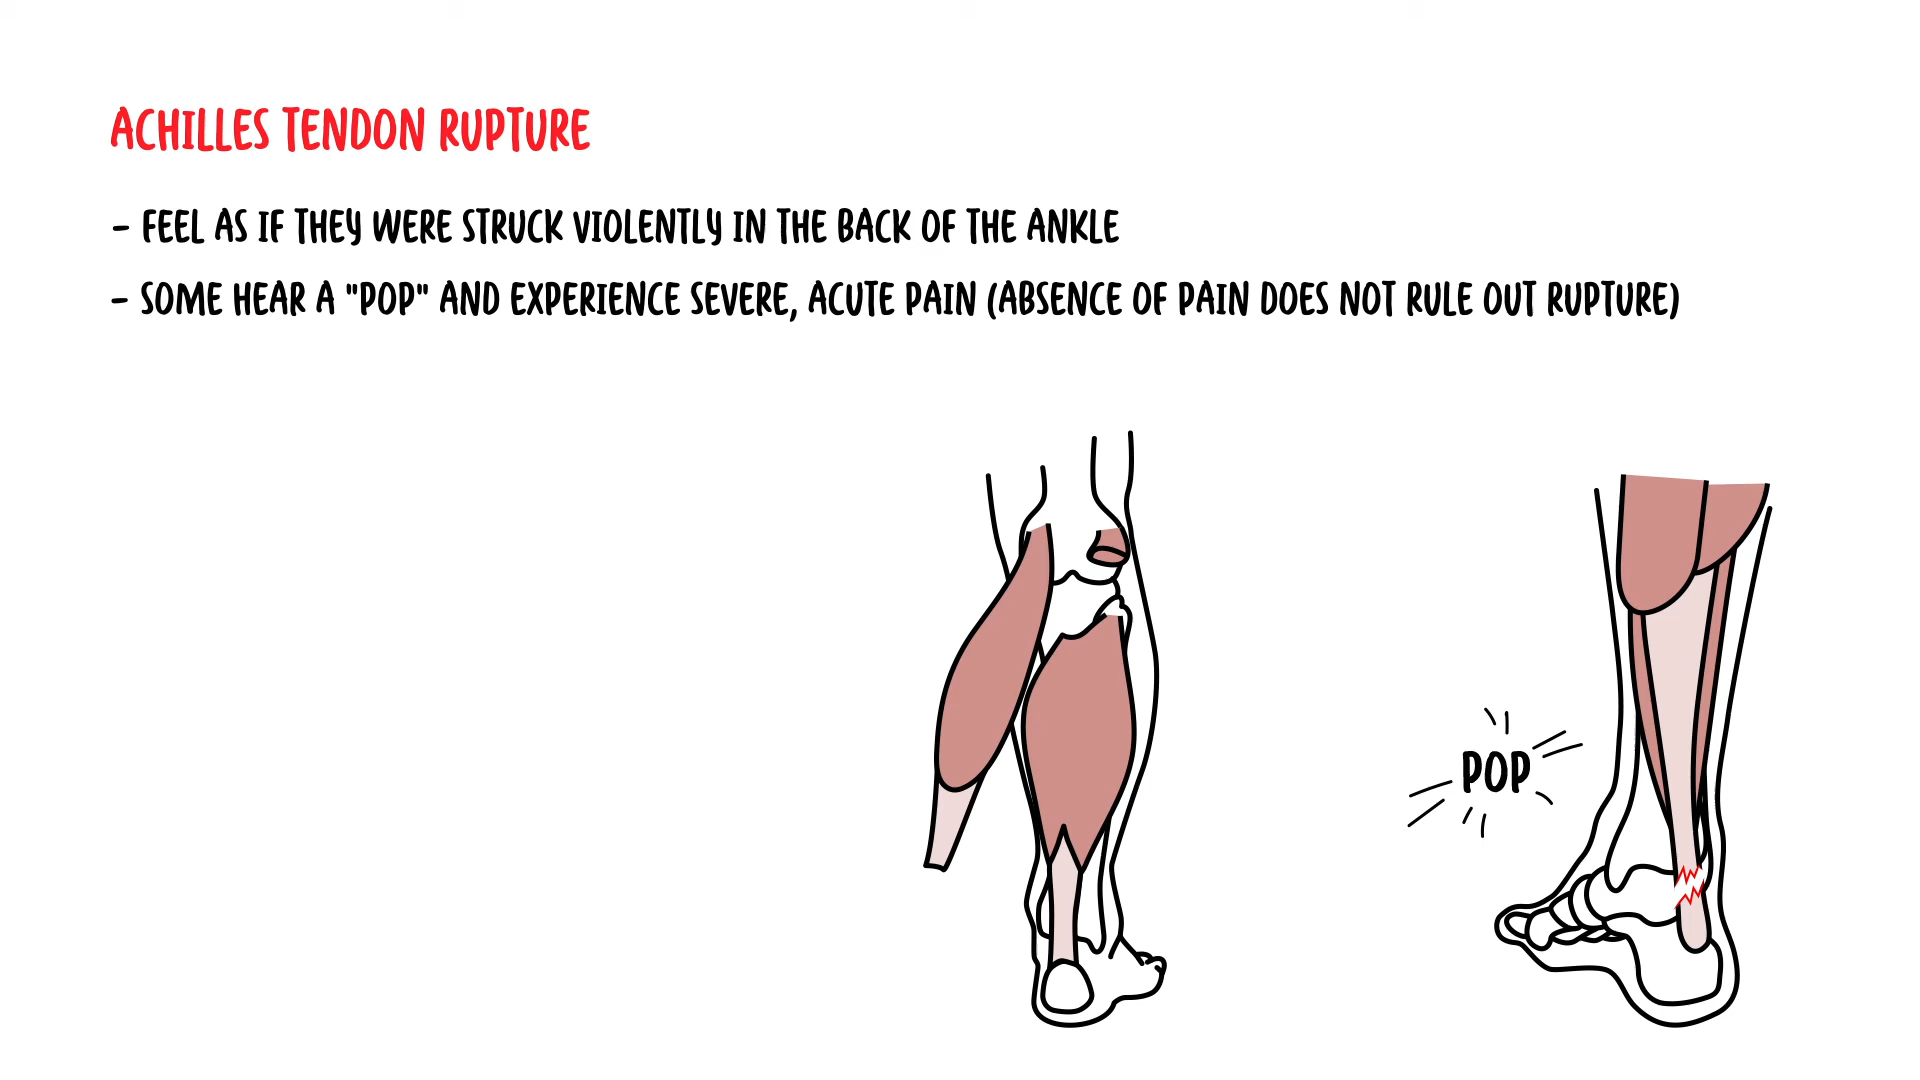 ACHILLES TENDON RUPTURE
- FEEL AS IF THEY WERE STRUCK VIOLENTLY IN THE BACK OF THE ANKLE
- SOME HEAR A "POP" AND EXPERIENCE SEVERE, ACUTE PAIN (ABSENCE OF PAIN DOES NOT RULE OUT RUPTURE)
POP